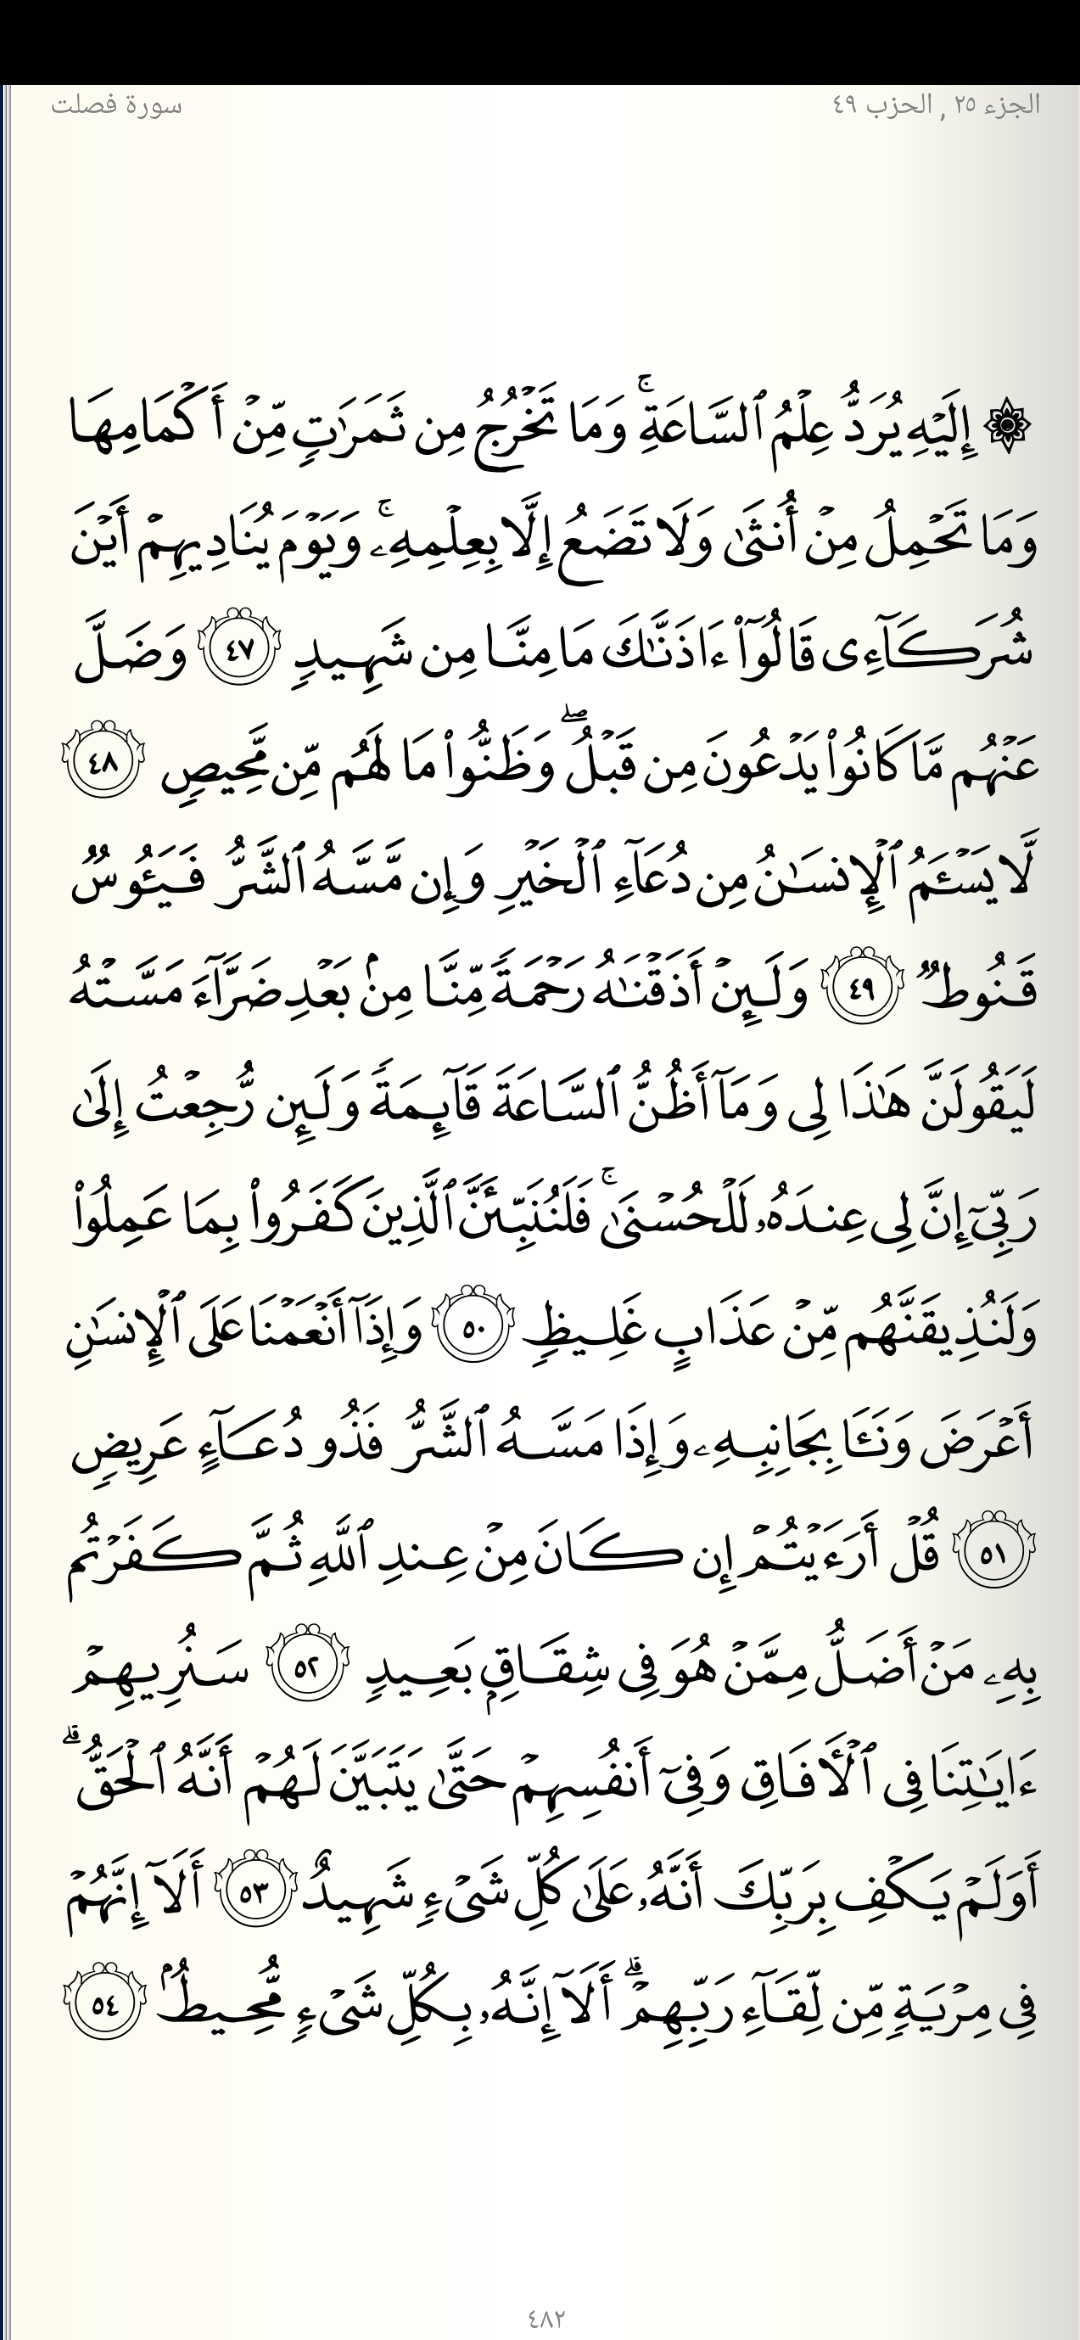 الجزء ٢٥ , الحزب ٤٩
سورة فصلت
۞ إِلَيۡهِ يُرَدُّ عِلۡمُ ٱلسَّاعَةِۚ وَمَا تَخۡرُجُ مِن ثَمَرَٰتٖ مِّنۡ أَكۡمَامِهَا
وَمَا تَحۡمِلُ مِنۡ أُنثَىٰ وَلَا تَضَعُ إِلَّا بِعِلۡمِهِۦۚ وَيَوۡمَ يُنَادِيهِمۡ أَيۡنَ
شُرَكَآءِي قَالُوٓاْ ءَاذَنَّٰكَ مَا مِنَّا مِن شَهِيدٖ ٤٧ وَضَلَّ
عَنۡهُم مَّا كَانُواْ يَدۡعُونَ مِن قَبۡلُۖ وَظَنُّواْ مَا لَهُم مِّن مَّحِيصٖ ٤٨
لَّا يَسۡـَٔمُ ٱلۡإِنسَٰنُ مِن دُعَآءِ ٱلۡخَيۡرِ وَإِن مَّسَّهُ ٱلشَّرُّ فَيَـُٔوسٞ
قَنُوطٞ ٤٩ وَلَئِنۡ أَذَقۡنَٰهُ رَحۡمَةٗ مِّنَّا مِنۢ بَعۡدِ ضَرَّآءَ مَسَّتۡهُ
لَيَقُولَنَّ هَٰذَا لِي وَمَآ أَظُنُّ ٱلسَّاعَةَ قَآئِمَةٗ وَلَئِن رُّجِعۡتُ إِلَىٰ
رَبِّيٓ إِنَّ لِي عِندَهُۥ لَلۡحُسۡنَىٰۚ فَلَنُنَبِّئَنَّ ٱلَّذِينَ كَفَرُواْ بِمَا عَمِلُواْ
وَلَنُذِيقَنَّهُم مِّنۡ عَذَابٍ غَلِيظٖ ٥٠ وَإِذَآ أَنۡعَمۡنَا عَلَى ٱلۡإِنسَٰنِ
أَعۡرَضَ وَنَـَٔا بِجَانِبِهِۦ وَإِذَا مَسَّهُ ٱلشَّرُّ فَذُو دُعَآءٍ عَرِيضٖ
٥١ قُلۡ أَرَءَيۡتُمۡ إِن كَانَ مِنۡ عِندِ ٱللَّهِ ثُمَّ كَفَرۡتُم
بِهِۦ مَنۡ أَضَلُّ مِمَّنۡ هُوَ فِي شِقَاقِۭ بَعِيدٖ ٥٢ سَنُرِيهِمۡ
ءَايَٰتِنَا فِي ٱلۡأٓفَاقِ وَفِيٓ أَنفُسِهِمۡ حَتَّىٰ يَتَبَيَّنَ لَهُمۡ أَنَّهُ ٱلۡحَقُّۗ
أَوَلَمۡ يَكۡفِ بِرَبِّكَ أَنَّهُۥ عَلَىٰ كُلِّ شَيۡءٖ شَهِيدٌ ٥٣ أَلَآ إِنَّهُمۡ
فِي مِرۡيَةٖ مِّن لِّقَآءِ رَبِّهِمۡۗ أَلَآ إِنَّهُۥ بِكُلِّ شَيۡءٖ مُّحِيطُۢ ٥٤
٤٨٢